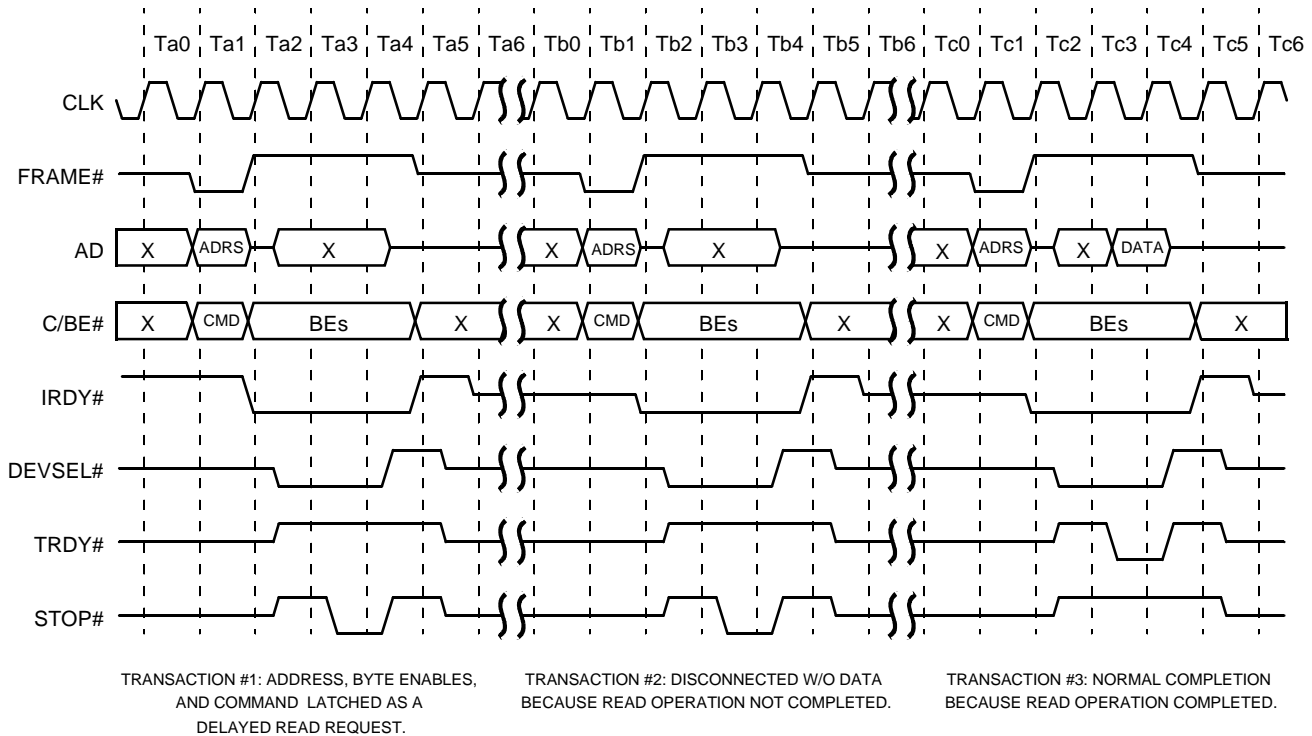 Ta0 Ta1 Ta2 Ta3 Ta4 Ta5 Ta6 Tb0 Tb1 Tb2 Tb3 Tb4 Tb5 Tb6 Tc0 Tc1 Tc2 Tc3 Tc4 Tc5 Tc6
CLK
FRAME#
AD X ADRS X X ADRS X X ADRS X DATA
C/BE# X CMD BEs X X CMD BEs X X CMD BEs X
IRDY#
DEVSEL#
TRDY#
STOP#
TRANSACTION #1: ADDRESS, BYTE ENABLES,
AND COMMAND LATCHED AS A
DELAYED READ REQUEST.
TRANSACTION #2: DISCONNECTED W/O DATA
BECAUSE READ OPERATION NOT COMPLETED.
TRANSACTION #3: NORMAL COMPLETION
BECAUSE READ OPERATION COMPLETED.